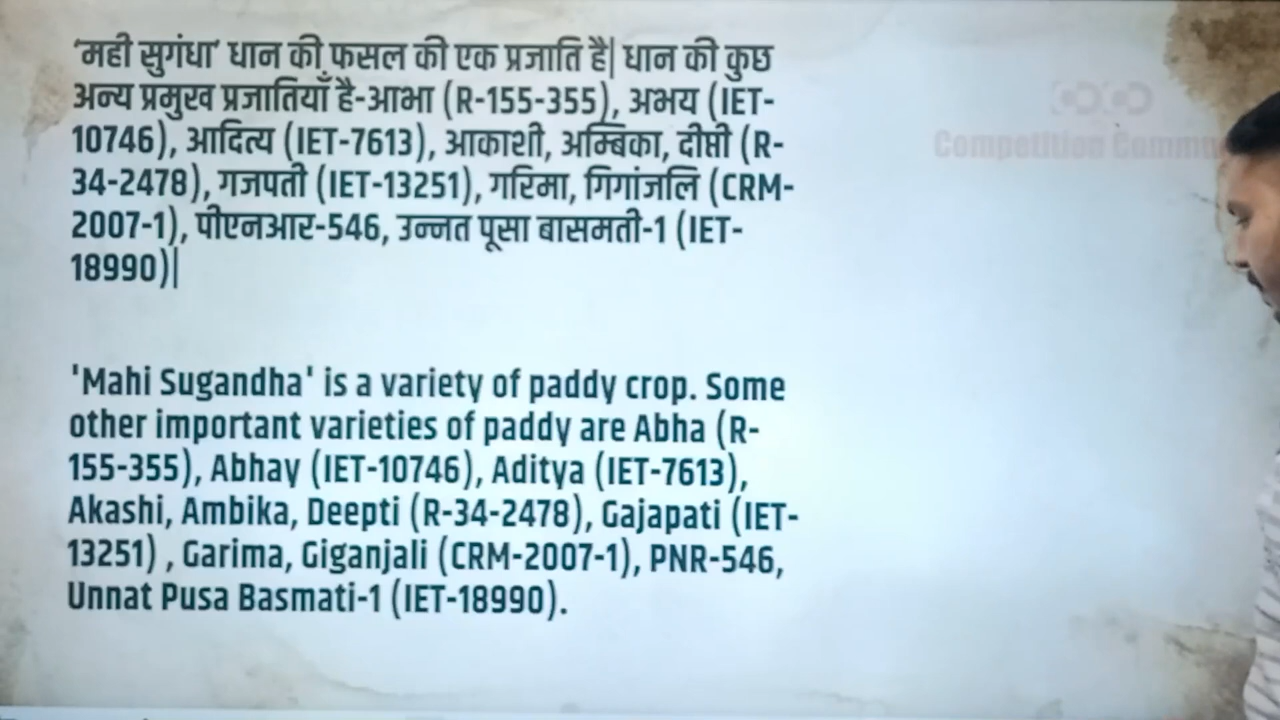 'मही सुगंधा' धान की फसल की एक प्रजाति है| धान की कुछ
अन्य प्रमुख प्रजातियाँ है-आभा (R-155-355), अभय (IET-
10746), आदित्य (IET-7613), आकाशी, अम्बिका, दीप्ती (R-
34-2478), गजपती (IET-13251), गरिमा, गिगांजलि (CRM-
2007-1), पीएनआर-546, उन्नत पूसा बासमती-1 (IET-
18990)|
Competition
'Mahi Sugandha' is a variety of paddy crop. Some
other important varieties of paddy are Abha (R-
155-355), Abhay (IET-10746), Aditya (IET-7613),
Akashi, Ambika, Deepti (R-34-2478), Gajapati (IET-
13251) , Garima, Giganjali (CRM-2007-1), PNR-546,
Unnat Pusa Basmati-1 (IET-18990).